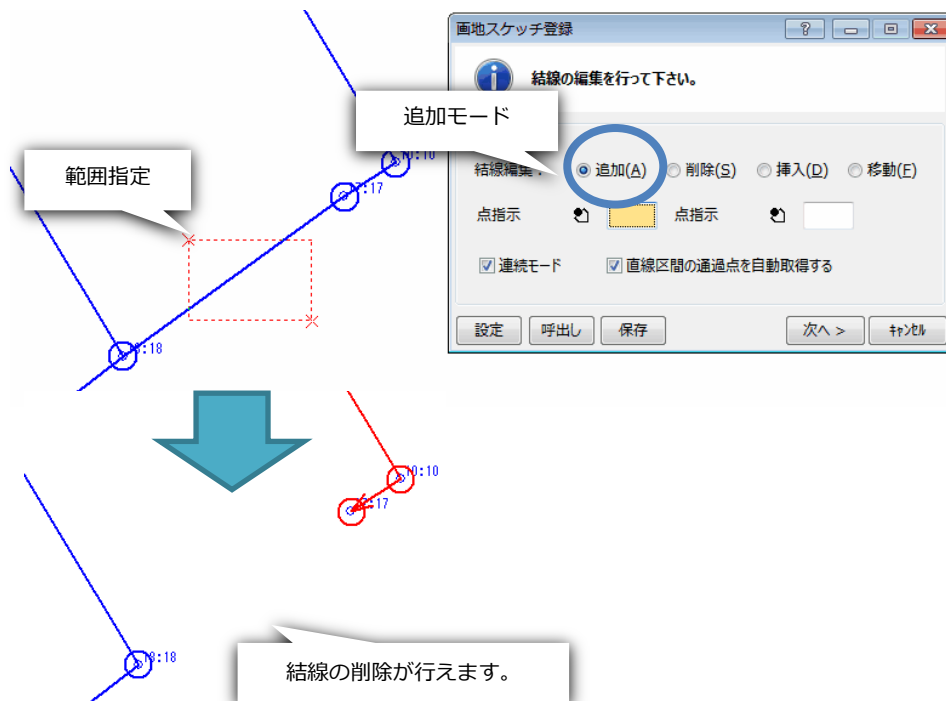 画地スケッチ登録
結線の編集を行って下さい。
追加モード
範囲指定
結線編集：
追加(A)
削除(S)
挿入(D)
移動(F)
点指示
点指示
連続モード
直線区間の通過点を自動取得する
設定
呼出し
保存
次へ >
ｷｬﾝｾﾙ
:17
:18
10:10
:17
18:18
結線の削除が行えます。